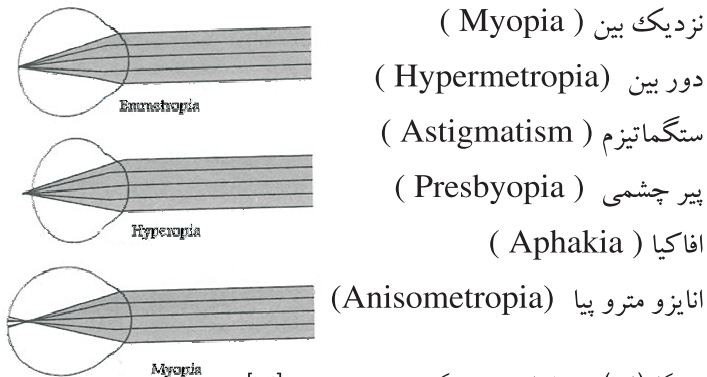 نزدیک بین ( Myopia )
دور بین (Hypermetropia )
ستگماتیزم ( Astigmatism )
پیر چشمی ( Presbyopia )
افاکیا ( Aphakia )
انایزو مترو پیا (Anisometropia)
Emmetropia
Hyperopia
Myopia